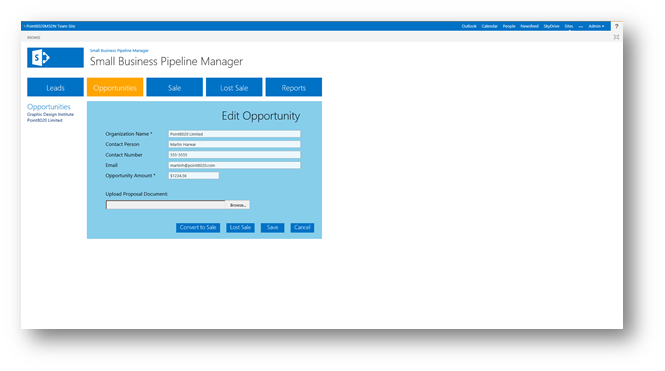 Point8020MSDN Team Site
Outlook Calendar People Newsfeed SkyDrive Sites ... Admin ?
BROWSE
S
Small Business Pipeline Manager
Small Business Pipeline Manager
Leads Opportunities Sale Lost Sale Reports
Opportunities
Graphic Design Institute
Point8020 Limited
Edit Opportunity
Organization Name * Point8020 Limited
Contact Person Martin Harwar
Contact Number 555-5555
Email martinh@point8020.com
Opportunity Amount * $1234.56
Upload Proposal Document:
Browse...
Convert to Sale Lost Sale Save Cancel